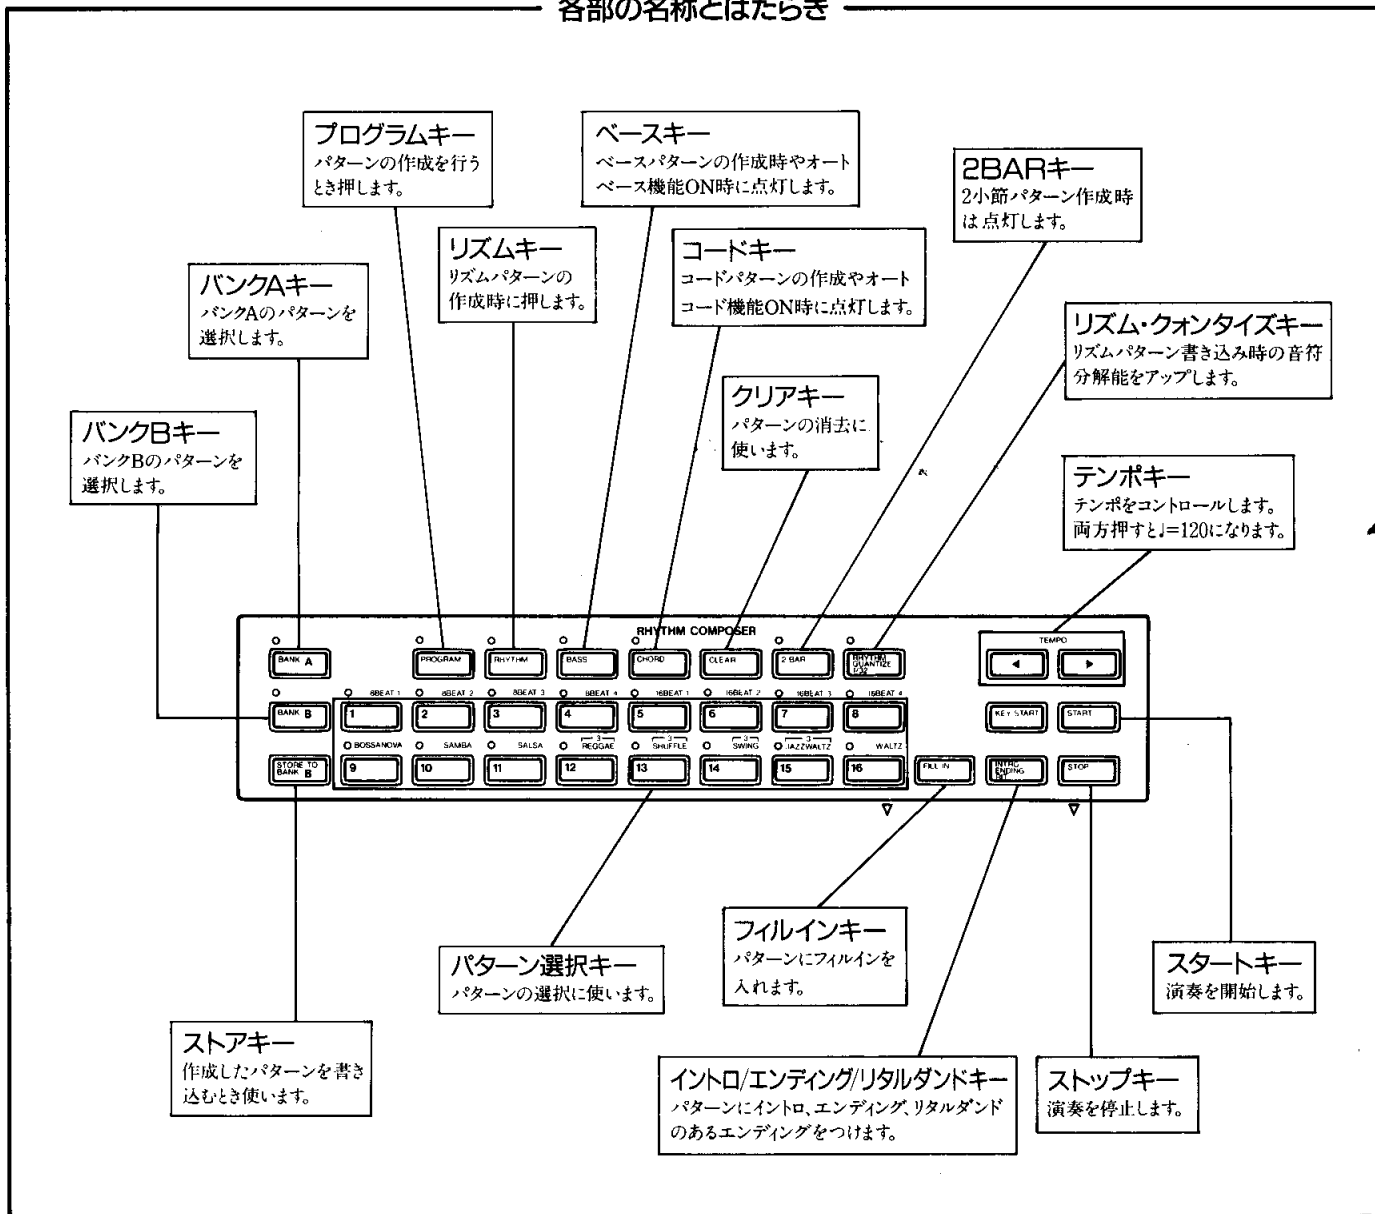 各部の名称とはたらき
プログラムキー
パターンの作成を行う
とき押します。
ベースキー
ベースパターンの作成時やオート
ベース機能ON時に点灯します。
2BARキー
2小節パターン作成時
は点灯します。
リズムキー
リズムパターンの
作成時に押します。
コードキー
コードパターンの作成やオート
コード機能ON時に点灯します。
バンクAキー
バンクAのパターンを
選択します。
リズム・クォンタイズキー
リズムパターン書き込み時の音符
分解能をアップします。
クリアキー
パターンの消去に
使います。
バンクBキー
バンクBのパターンを
選択します。
テンポキー
テンポをコントロールします。
両方押すと♩=120になります。
RHYTHM COMPOSER
TEMPO
BANK A
PROGRAM
RHYTHM
BASS
CHORD
CLEAR
2 BAR
RHYTHM
QUANTIZE
1/32
◀ ▶
8BEAT 1 8BEAT 2 8BEAT 3 8BEAT 4 16BEAT 1 16BEAT 2 16BEAT 3 16BEAT 4
BANK B
1 2 3 4 5 6 7 8
KEY START
START
BOSSANOVA SAMBA SALSA REGGAE SHUFFLE SWING JAZZWALTZ WALTZ
3 3 3 3
STORE TO
BANK B
9 10 11 12 13 14 15 16
FILL IN
INTRO
ENDING
RIT.
STOP
フィルインキー
パターンにフィルインを
入れます。
パターン選択キー
パターンの選択に使います。
スタートキー
演奏を開始します。
ストアキー
作成したパターンを書き
込むとき使います。
イントロ/エンディング/リタルダンドキー
パターンにイントロ、エンディング、リタルダンド
のあるエンディングをつけます。
ストップキー
演奏を停止します。